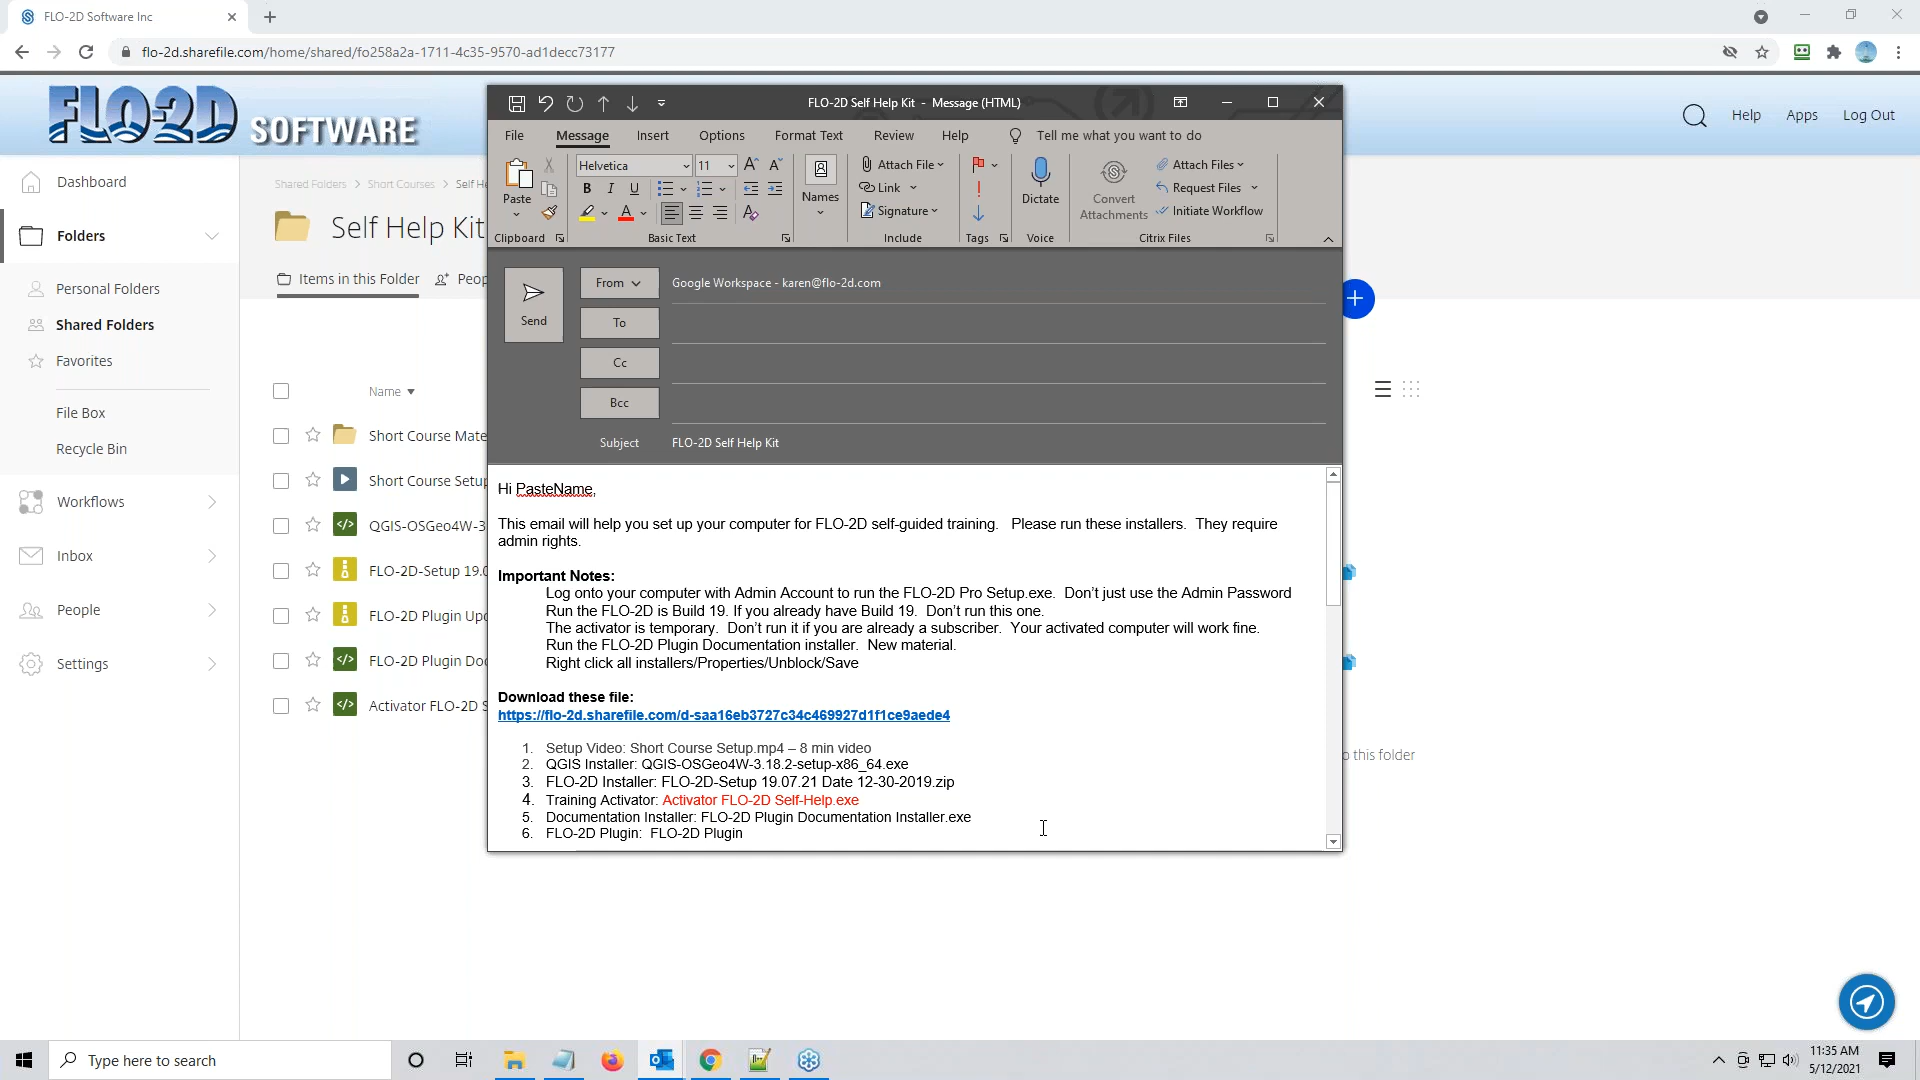 FLO-2D Software Inc
flo-2d.sharefile.com/home/shared/fo258a2a-1711-4c35-9570-ad1decc73177
FLO-2D SOFTWARE
Help Apps Log Out
Dashboard
Folders
Personal Folders
Shared Folders
Favorites
File Box
Recycle Bin
Workflows
Inbox
People
Settings
Shared Folders > Short Courses > Self He
Self Help Kit
Items in this Folder Peop
Name
Short Course Mate
Short Course Setup
QGIS-OSGeo4W-3
FLO-2D-Setup 19.0
FLO-2D Plugin Upd
FLO-2D Plugin Doc
Activator FLO-2D S
o this folder
FLO-2D Self Help Kit - Message (HTML)
File Message Insert Options Format Text Review Help Tell me what you want to do
Paste
Clipboard
Helvetica 11
B I U
A
Basic Text
Names
Attach File
Link
Signature
Include
Tags
Dictate
Voice
Convert
Attachments
Attach Files
Request Files
Initiate Workflow
Citrix Files
Send
From Google Workspace - karen@flo-2d.com
To
Cc
Bcc
Subject FLO-2D Self Help Kit
Hi PasteName,
This email will help you set up your computer for FLO-2D self-guided training. Please run these installers. They require
admin rights.
Important Notes:
Log onto your computer with Admin Account to run the FLO-2D Pro Setup.exe. Don't just use the Admin Password
Run the FLO-2D is Build 19. If you already have Build 19. Don't run this one.
The activator is temporary. Don't run it if you are already a subscriber. Your activated computer will work fine.
Run the FLO-2D Plugin Documentation installer. New material.
Right click all installers/Properties/Unblock/Save
Download these file:
https://flo-2d.sharefile.com/d-saa16eb3727c34c469927d1f1ce9aede4
1. Setup Video: Short Course Setup.mp4 – 8 min video
2. QGIS Installer: QGIS-OSGeo4W-3.18.2-setup-x86_64.exe
3. FLO-2D Installer: FLO-2D-Setup 19.07.21 Date 12-30-2019.zip
4. Training Activator: Activator FLO-2D Self-Help.exe
5. Documentation Installer: FLO-2D Plugin Documentation Installer.exe
6. FLO-2D Plugin: FLO-2D Plugin
Type here to search
11:35 AM
5/12/2021